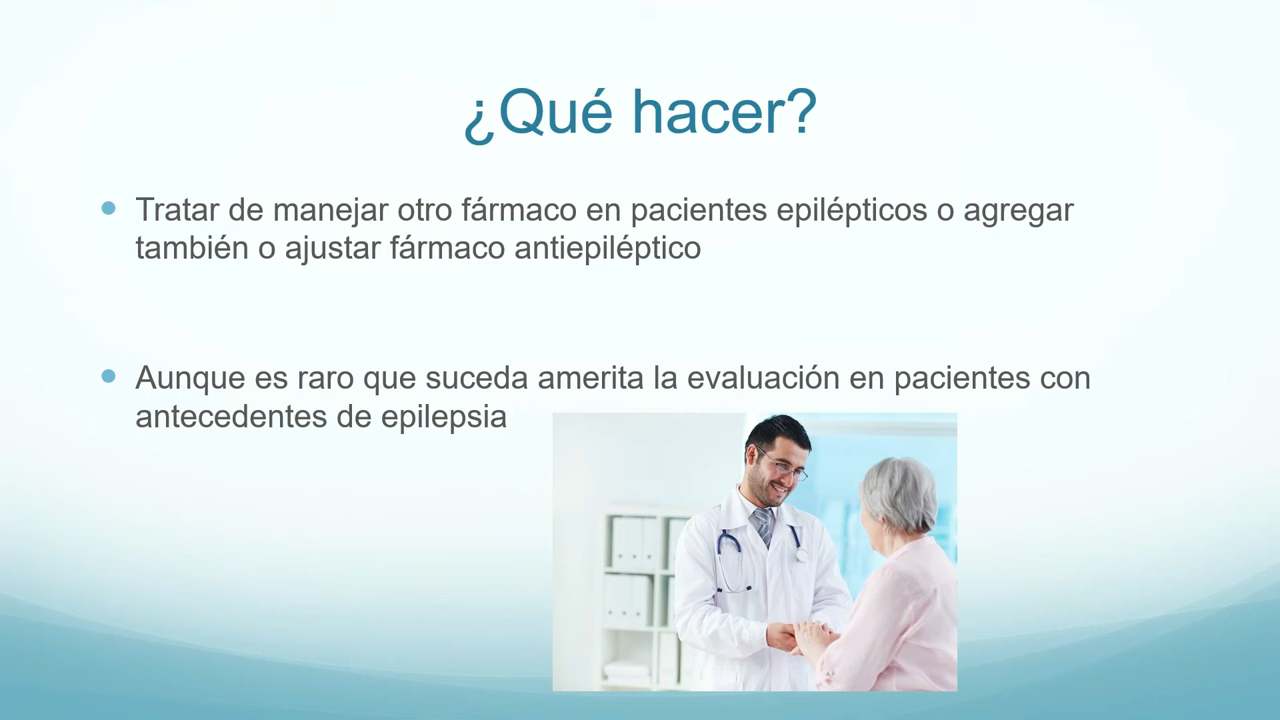 ¿Qué hacer?
Tratar de manejar otro fármaco en pacientes epilépticos o agregar
también o ajustar fármaco antiepiléptico
Aunque es raro que suceda amerita la evaluación en pacientes con
antecedentes de epilepsia